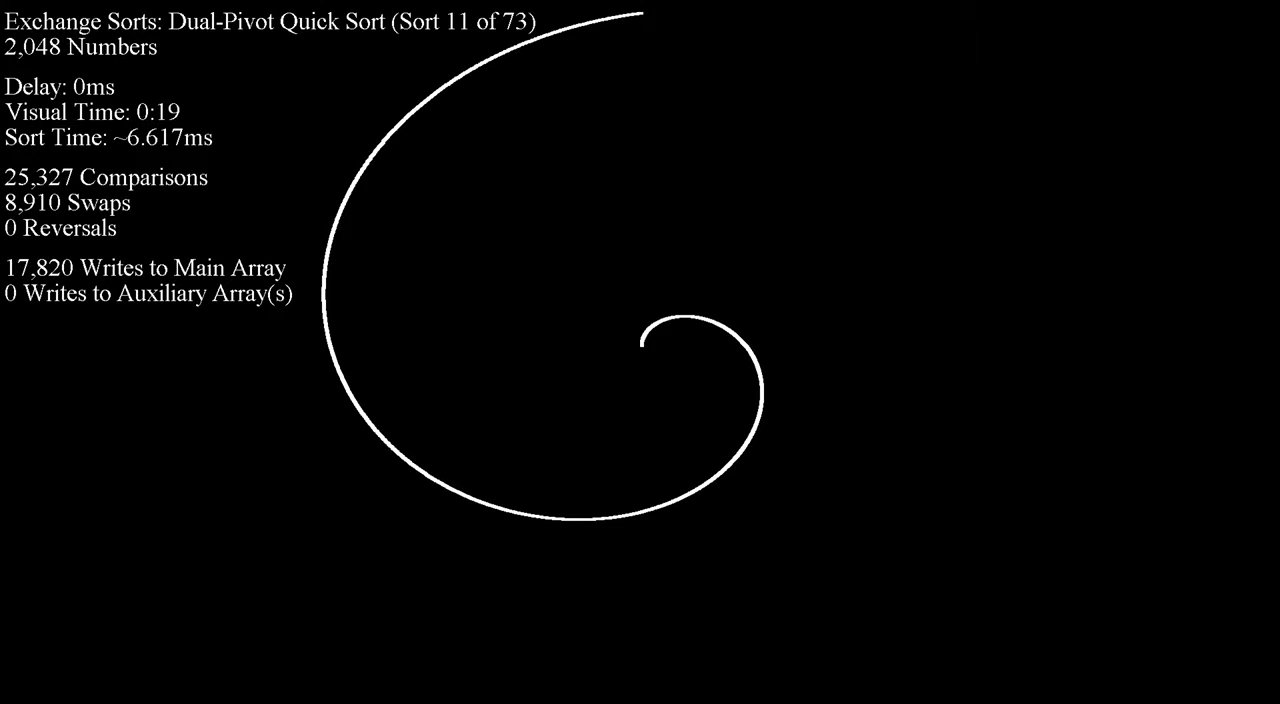 Exchange Sorts: Dual-Pivot Quick Sort (Sort 11 of 73)
2,048 Numbers
Delay: 0ms
Visual Time: 0:19
Sort Time: ~6.617ms
25,327 Comparisons
8,910 Swaps
0 Reversals
17,820 Writes to Main Array
0 Writes to Auxiliary Array(s)